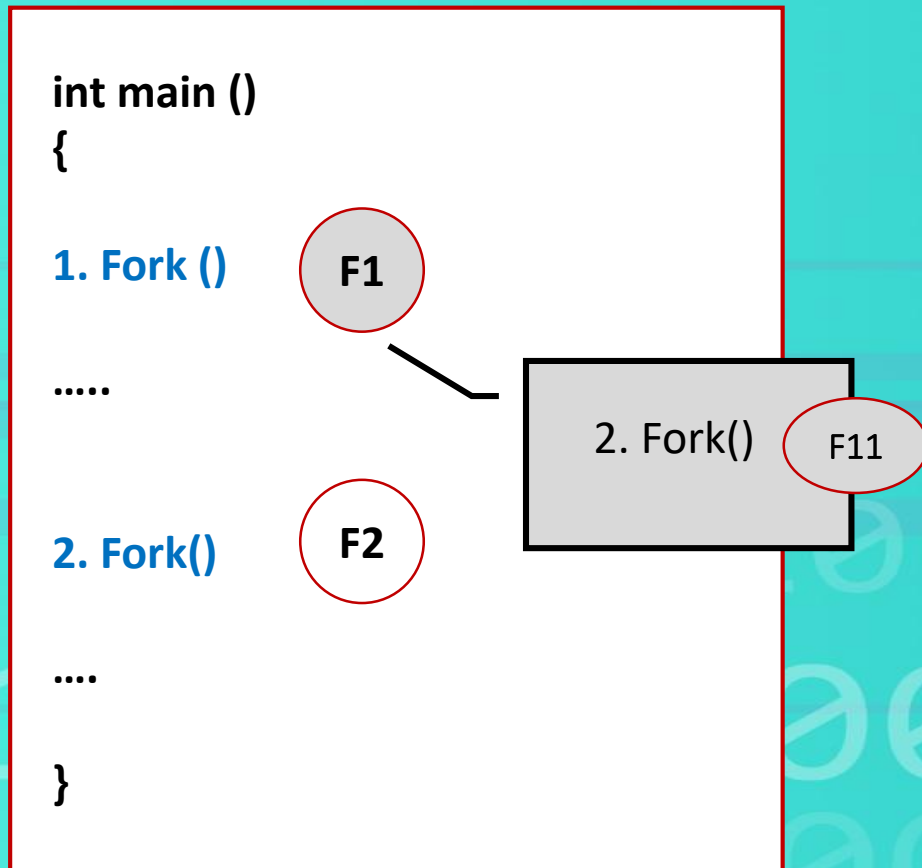 int main ()
{
1. Fork ()
F1
…..
2. Fork()
F11
2. Fork()
F2
….
}